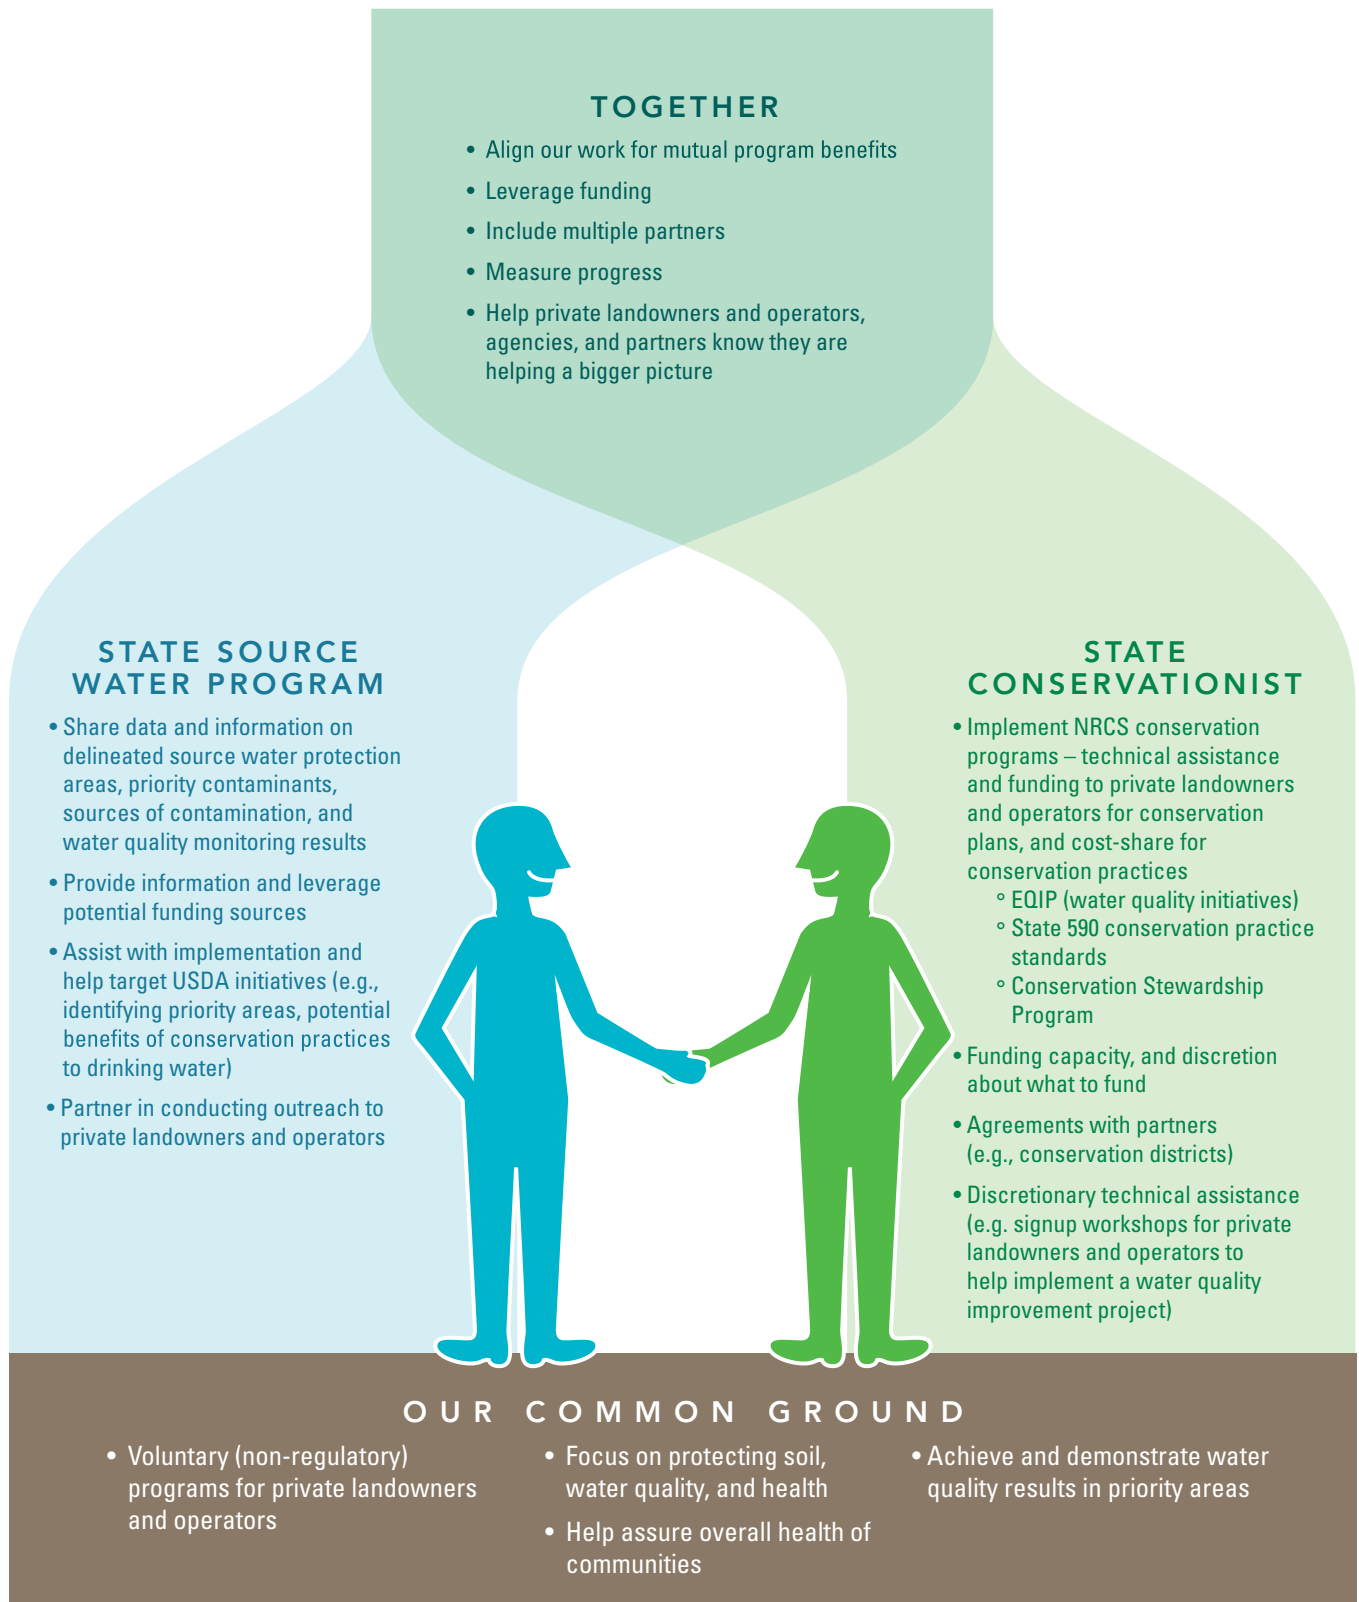 TOGETHER
• Align our work for mutual program benefits
• Leverage funding
• Include multiple partners
• Measure progress
• Help private landowners and operators,
agencies, and partners know they are
helping a bigger picture
STATE SOURCE
WATER PROGRAM
• Share data and information on
delineated source water protection
areas, priority contaminants,
sources of contamination, and
water quality monitoring results
• Provide information and leverage
potential funding sources
• Assist with implementation and
help target USDA initiatives (e.g.,
identifying priority areas, potential
benefits of conservation practices
to drinking water)
• Partner in conducting outreach to
private landowners and operators
STATE
CONSERVATIONIST
• Implement NRCS conservation
programs – technical assistance
and funding to private landowners
and operators for conservation
plans, and cost-share for
conservation practices
° EQIP (water quality initiatives)
° State 590 conservation practice
standards
° Conservation Stewardship
Program
• Funding capacity, and discretion
about what to fund
• Agreements with partners
(e.g., conservation districts)
• Discretionary technical assistance
(e.g. signup workshops for private
landowners and operators to
help implement a water quality
improvement project)
OUR COMMON GROUND
• Voluntary (non-regulatory)
programs for private landowners
and operators
• Focus on protecting soil,
water quality, and health
• Help assure overall health of
communities
• Achieve and demonstrate water
quality results in priority areas